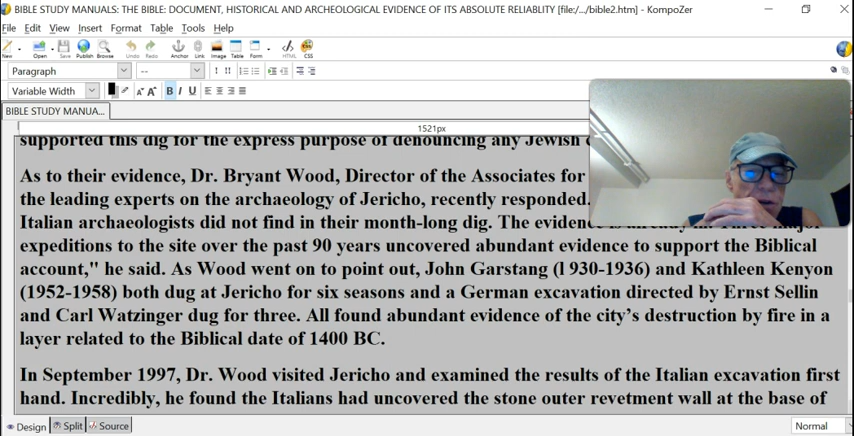 BIBLE STUDY MANUALS: THE BIBLE: DOCUMENT, HISTORICAL AND ARCHEOLOGICAL EVIDENCE OF ITS ABSOLUTE RELIABLITY [file:/.../bible2.htm] - KompoZer
File Edit View Insert Format Table Tools Help
New Open Save Publish Browse Undo Redo Anchor Link Image Table Form HTML CSS
Paragraph --
Variable Width B I U
BIBLE STUDY MANUA...
1521px
supported this dig for the express purpose of denouncing any Jewish
As to their evidence, Dr. Bryant Wood, Director of the Associates for
the leading experts on the archaeology of Jericho, recently responded.
Italian archaeologists did not find in their month-long dig. The evidence is already in. Three major
expeditions to the site over the past 90 years uncovered abundant evidence to support the Biblical
account," he said. As Wood went on to point out, John Garstang (l 930-1936) and Kathleen Kenyon
(1952-1958) both dug at Jericho for six seasons and a German excavation directed by Ernst Sellin
and Carl Watzinger dug for three. All found abundant evidence of the city’s destruction by fire in a
layer related to the Biblical date of 1400 BC.
In September 1997, Dr. Wood visited Jericho and examined the results of the Italian excavation first
hand. Incredibly, he found the Italians had uncovered the stone outer revetment wall at the base of
Design Split Source Normal